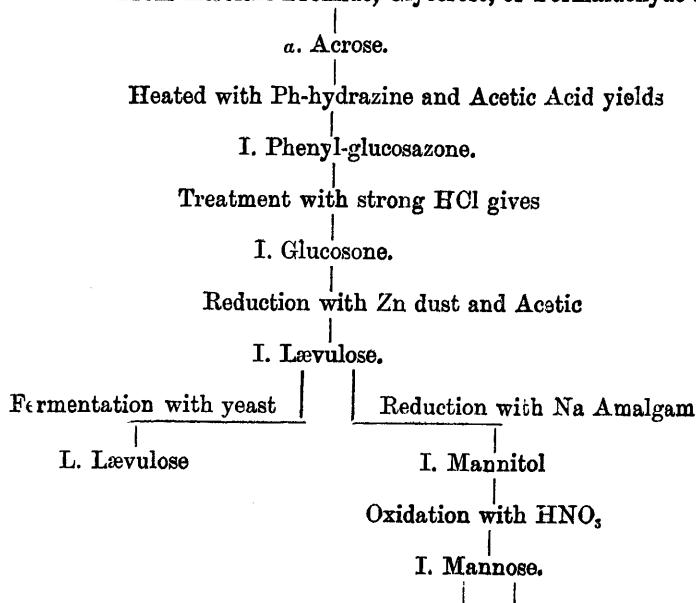 a. Acrose.
Heated with Ph-hydrazine and Acetic Acid yields
I. Phenyl-glucosazone.
Treatment with strong HCl gives
I. Glucosone.
Reduction with Zn dust and Acetic
I. Lævulose.
Fermentation with yeast
Reduction with Na Amalgam
L. Lævulose
I. Mannitol
Oxidation with HNO₃
I. Mannose.